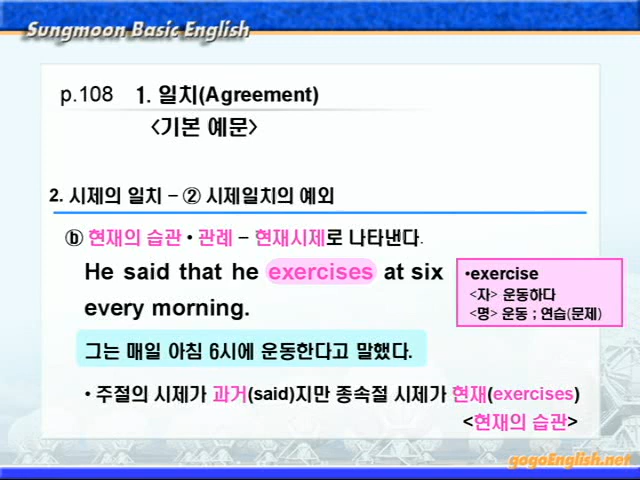 Sungmoon Basic English
p.108 1. 일치(Agreement)
<기본 예문>
2. 시제의 일치 – ② 시제일치의 예외
ⓑ 현재의 습관 • 관례 – 현재시제로 나타낸다.
He said that he exercises at six
every morning.
•exercise
<자> 운동하다
<명> 운동 ; 연습(문제)
그는 매일 아침 6시에 운동한다고 말했다.
• 주절의 시제가 과거(said)지만 종속절 시제가 현재(exercises)
<현재의 습관>
gogoEnglish.net